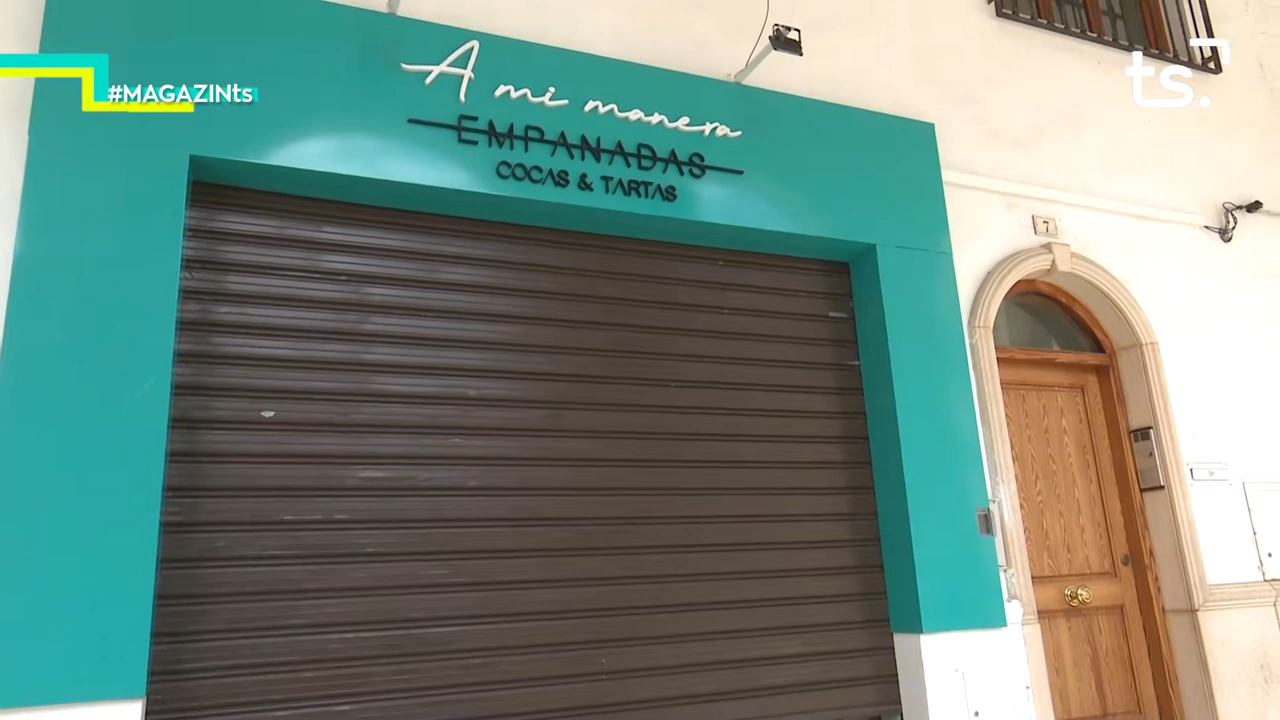 #MAGAZINts
ts.
A mi manera
EMPANADAS
COCAS & TARTAS
7